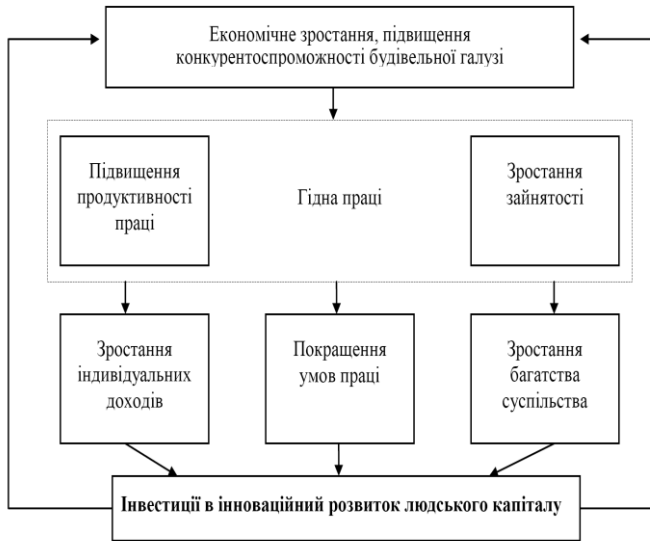 Економічне зростання, підвищення
конкурентоспроможності будівельної галузі
Підвищення
продуктивності
праці
Гідна праці
Зростання
зайнятості
Зростання
індивідуальних
доходів
Покращення
умов праці
Зростання
багатства
суспільства
Інвестиції в інноваційний розвиток людського капіталу